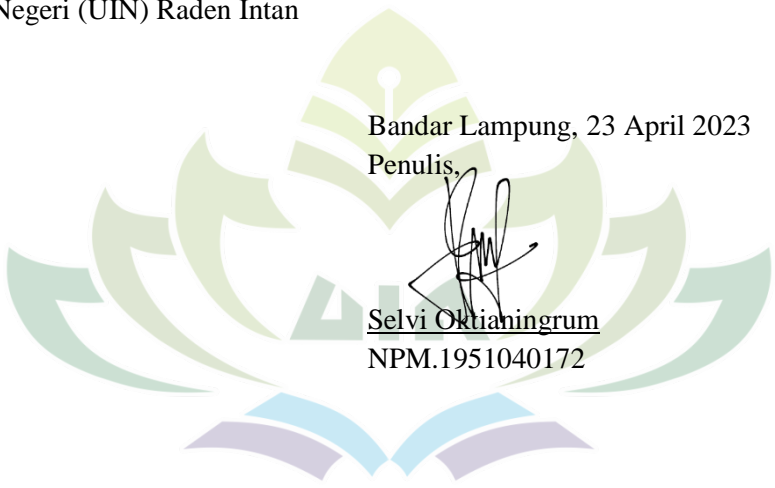 Negeri (UIN) Raden Intan
Bandar Lampung, 23 April 2023
Penulis,
Selvi Oktianingrum
NPM.1951040172